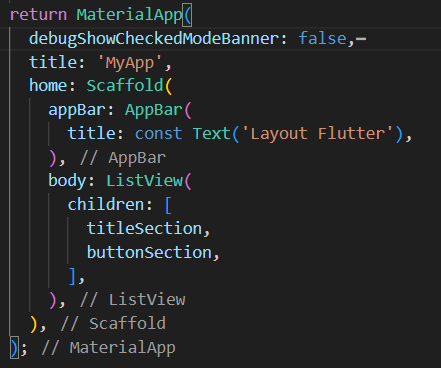 return MaterialApp(
debugShowCheckedModeBanner: false,
title: 'MyApp',
home: Scaffold(
appBar: AppBar(
title: const Text('Layout Flutter'),
), // AppBar
body: ListView(
children: [
titleSection,
buttonSection,
],
), // ListView
), // Scaffold
); // MaterialApp